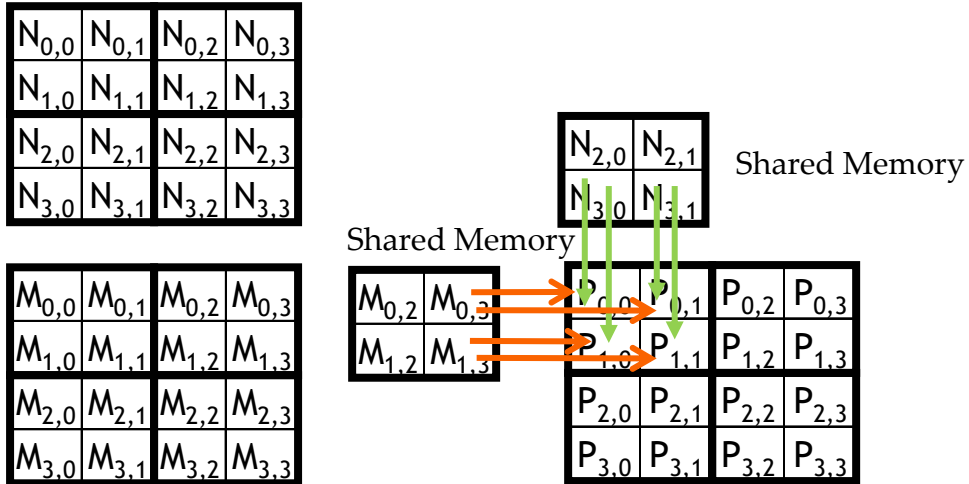 N0,0 N0,1 N0,2 N0,3
N1,0 N1,1 N1,2 N1,3
N2,0 N2,1 N2,2 N2,3
N3,0 N3,1 N3,2 N3,3
N2,0 N2,1
N3,0 N3,1
Shared Memory
Shared Memory
M0,0 M0,1 M0,2 M0,3
M1,0 M1,1 M1,2 M1,3
M2,0 M2,1 M2,2 M2,3
M3,0 M3,1 M3,2 M3,3
M0,2 M0,3
M1,2 M1,3
P0,0 P0,1 P0,2 P0,3
P1,0 P1,1 P1,2 P1,3
P2,0 P2,1 P2,2 P2,3
P3,0 P3,1 P3,2 P3,3